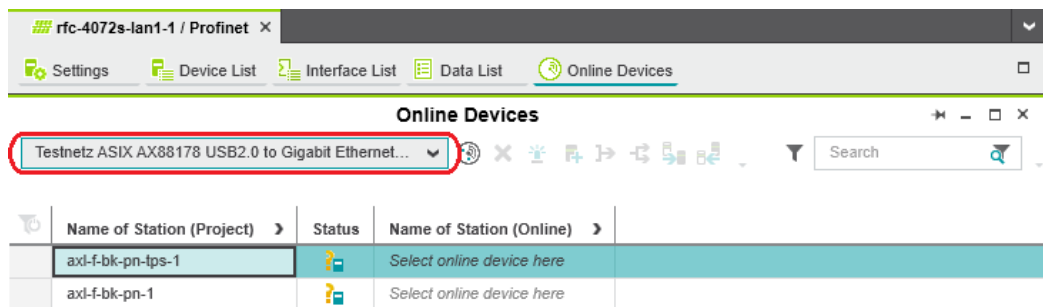 rfc-4072s-lan1-1 / Profinet
Settings Device List Interface List Data List Online Devices
Online Devices
Testnetz ASIX AX88178 USB2.0 to Gigabit Ethernet... Search
Name of Station (Project) Status Name of Station (Online)
axl-f-bk-pn-tps-1 Select online device here
axl-f-bk-pn-1 Select online device here